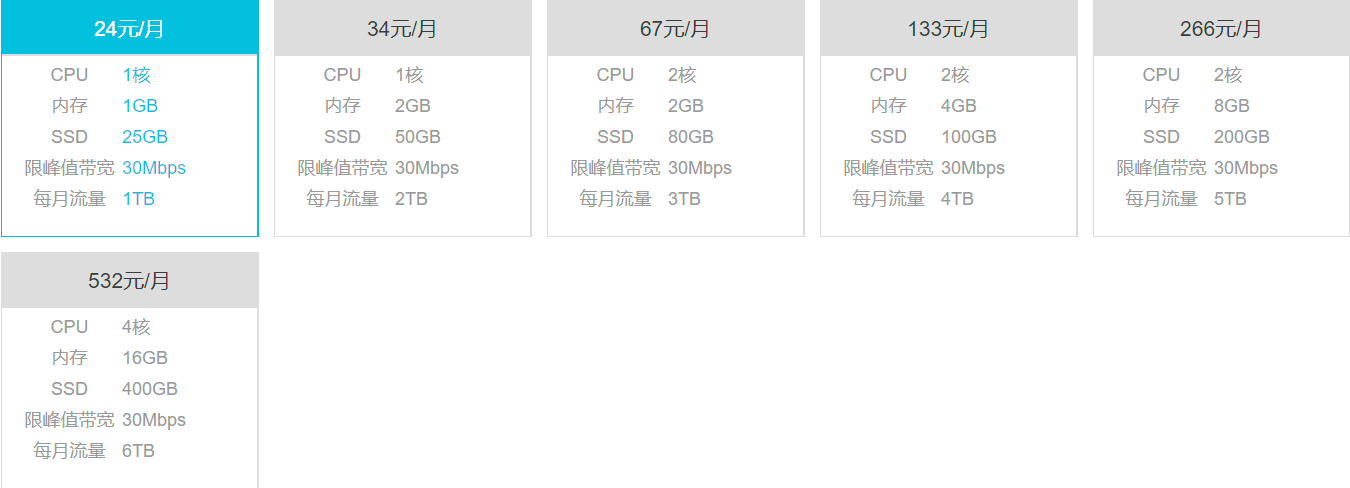 24元/月
CPU 1核
内存 1GB
SSD 25GB
限峰值带宽 30Mbps
每月流量 1TB
34元/月
CPU 1核
内存 2GB
SSD 50GB
限峰值带宽 30Mbps
每月流量 2TB
67元/月
CPU 2核
内存 2GB
SSD 80GB
限峰值带宽 30Mbps
每月流量 3TB
133元/月
CPU 2核
内存 4GB
SSD 100GB
限峰值带宽 30Mbps
每月流量 4TB
266元/月
CPU 2核
内存 8GB
SSD 200GB
限峰值带宽 30Mbps
每月流量 5TB
532元/月
CPU 4核
内存 16GB
SSD 400GB
限峰值带宽 30Mbps
每月流量 6TB